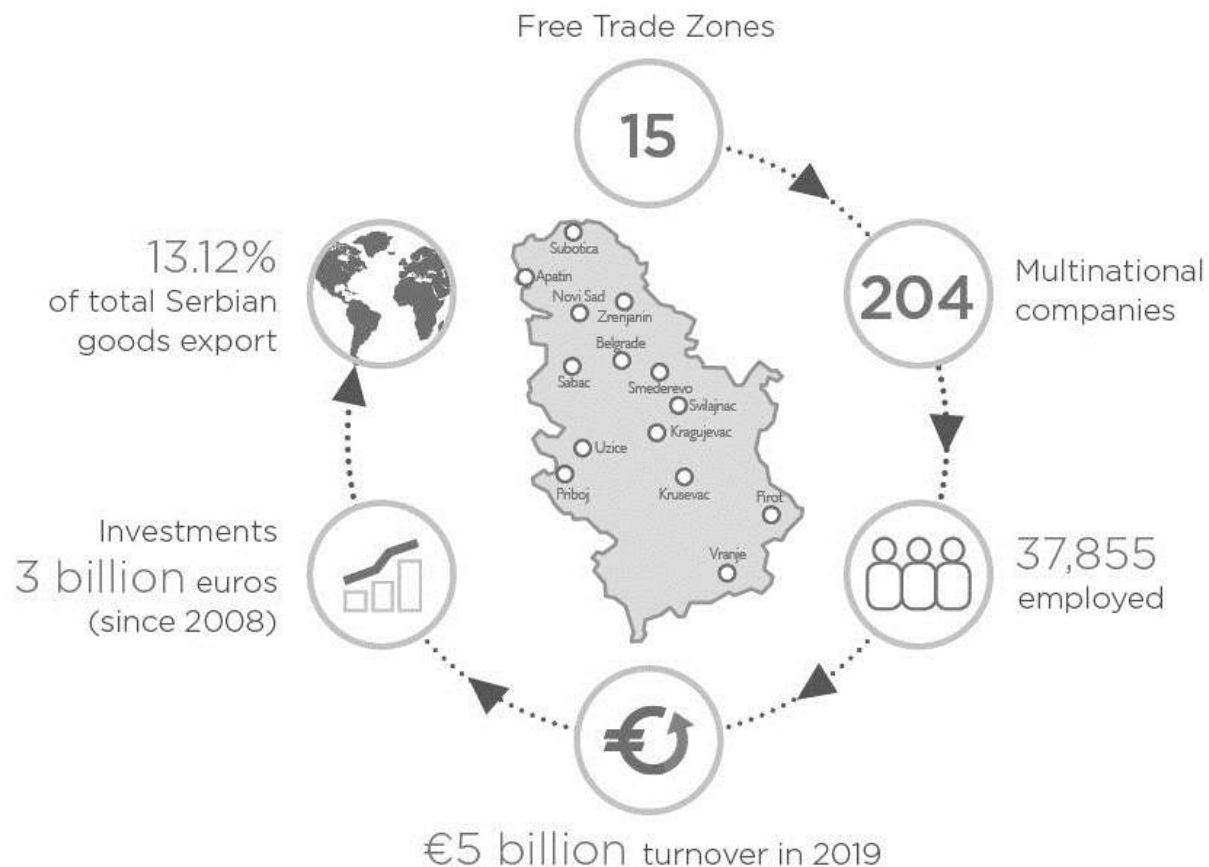 Free Trade Zones
15
204
Multinational
companies
37,855
employed
€5 billion turnover in 2019
Investments
3 billion euros
(since 2008)
13.12%
of total Serbian
goods export
Subotica
Apatin
Novi Sad
Zrenjanin
Belgrade
Sabac
Smederevo
Svilajnac
Kragujevac
Uzice
Priboj
Krusevac
Pirot
Vranje